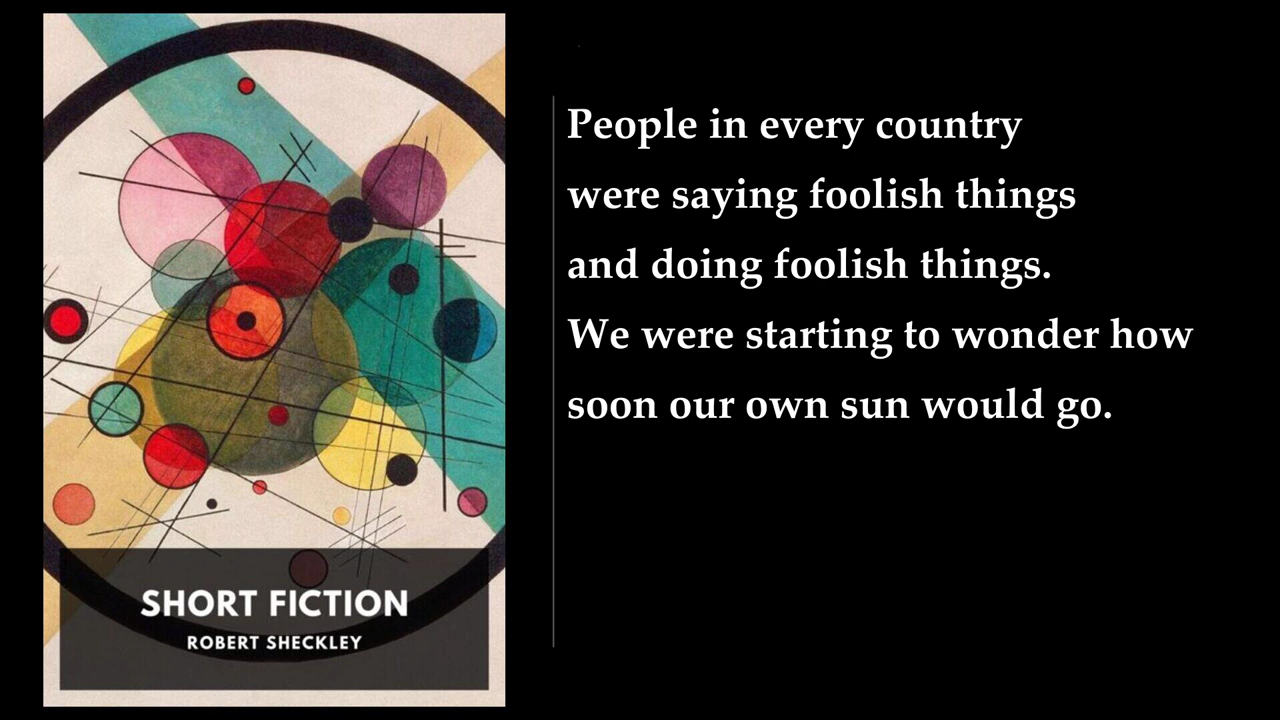 SHORT FICTION
ROBERT SHECKLEY
People in every country
were saying foolish things
and doing foolish things.
We were starting to wonder how
soon our own sun would go.